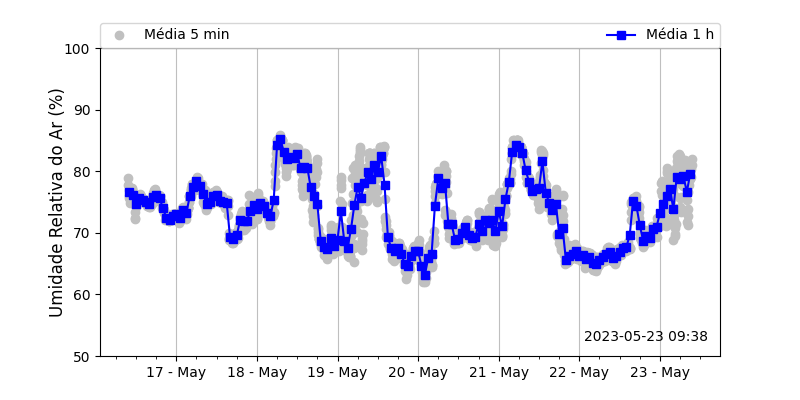 Média 5 min
Média 1 h
Umidade Relativa do Ar (%)
100
90
80
70
60
50
2023-05-23 09:38
17 - May
18 - May
19 - May
20 - May
21 - May
22 - May
23 - May